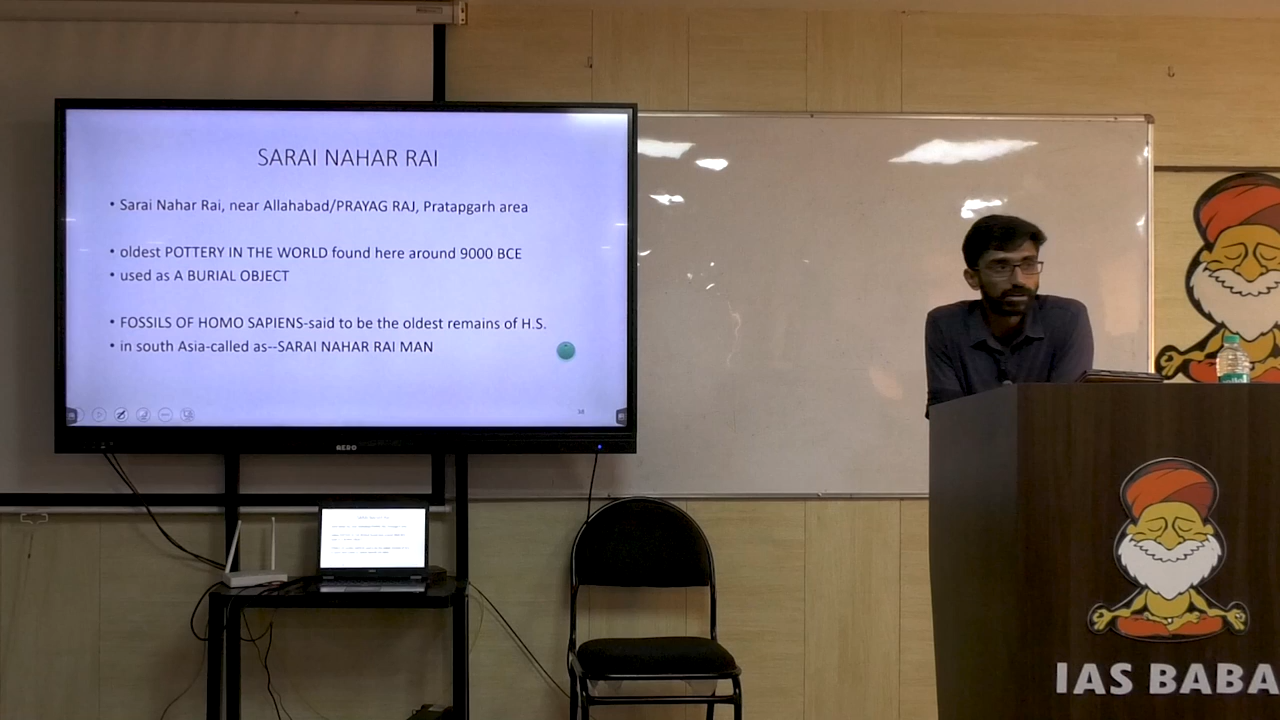 SARAI NAHAR RAI
• Sarai Nahar Rai, near Allahabad/PRAYAG RAJ, Pratapgarh area
• oldest POTTERY IN THE WORLD found here around 9000 BCE
• used as A BURIAL OBJECT
• FOSSILS OF HOMO SAPIENS-said to be the oldest remains of H.S.
• in south Asia-called as--SARAI NAHAR RAI MAN
AERO
IAS BABA